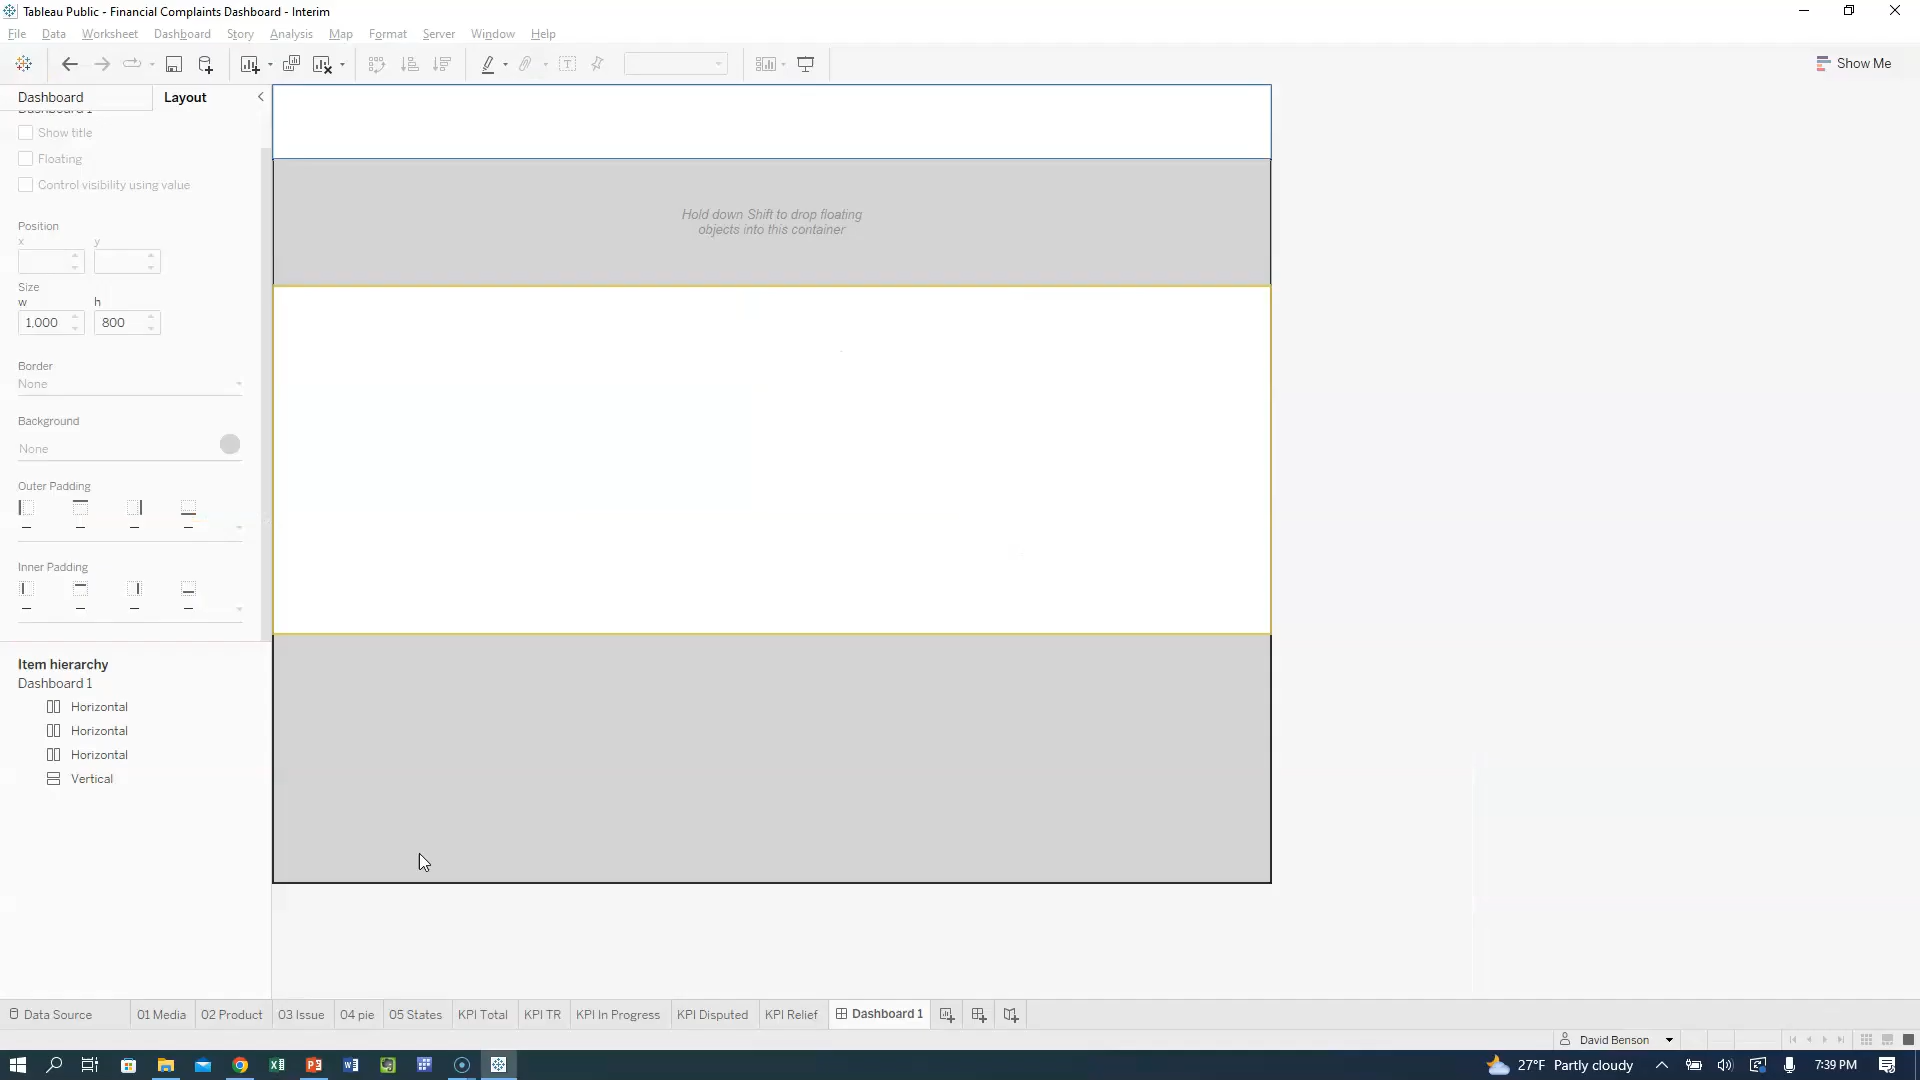 Tableau Public - Financial Complaints Dashboard - Interim
File Data Worksheet Dashboard Story Analysis Map Format Server Window Help
Show Me
Dashboard Layout
Show title
Floating
Control visibility using value
Position
x y
Size
w h
1,000 800
Border
None
Background
None
Outer Padding
Inner Padding
Item hierarchy
Dashboard 1
Horizontal
Horizontal
Horizontal
Vertical
Hold down Shift to drop floating
objects into this container
Data Source 01 Media 02 Product 03 Issue 04 pie 05 States KPI Total KPI TR KPI In Progress KPI Disputed KPI Relief Dashboard 1
David Benson
27°F Partly cloudy 7:39 PM